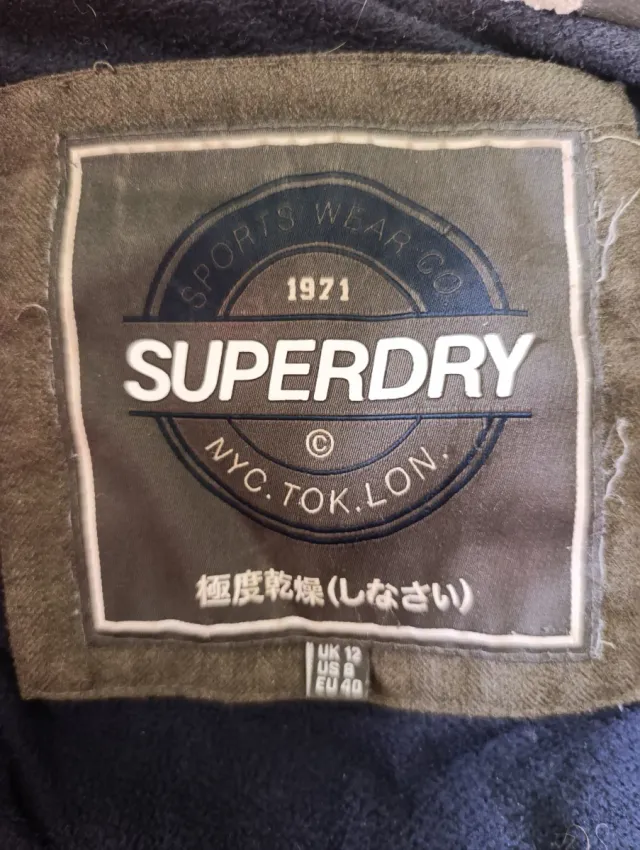 SPORTS WEAR CO.
1971
SUPERDRY
©
NYC. TOK. LON.
極度乾燥(しなさい)
UK 12
US 8
EU 40